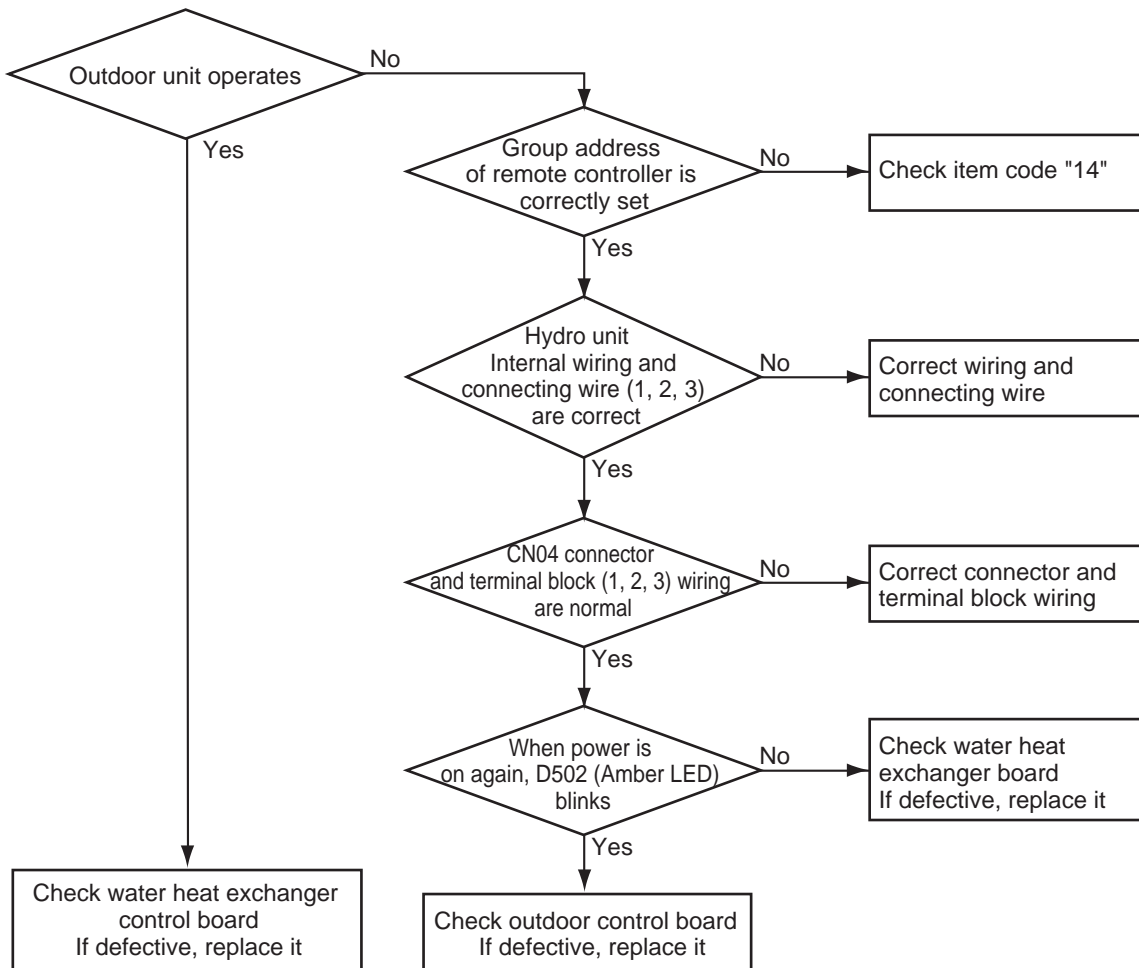 Outdoor unit operates
No
Yes
Group address
of remote controller is
correctly set
No
Check item code "14"
Yes
Hydro unit
Internal wiring and
connecting wire (1, 2, 3)
are correct
No
Correct wiring and
connecting wire
Yes
CN04 connector
and terminal block (1, 2, 3) wiring
are normal
No
Correct connector and
terminal block wiring
Yes
When power is
on again, D502 (Amber LED)
blinks
No
Check water heat
exchanger board
If defective, replace it
Yes
Check water heat exchanger
control board
If defective, replace it
Check outdoor control board
If defective, replace it